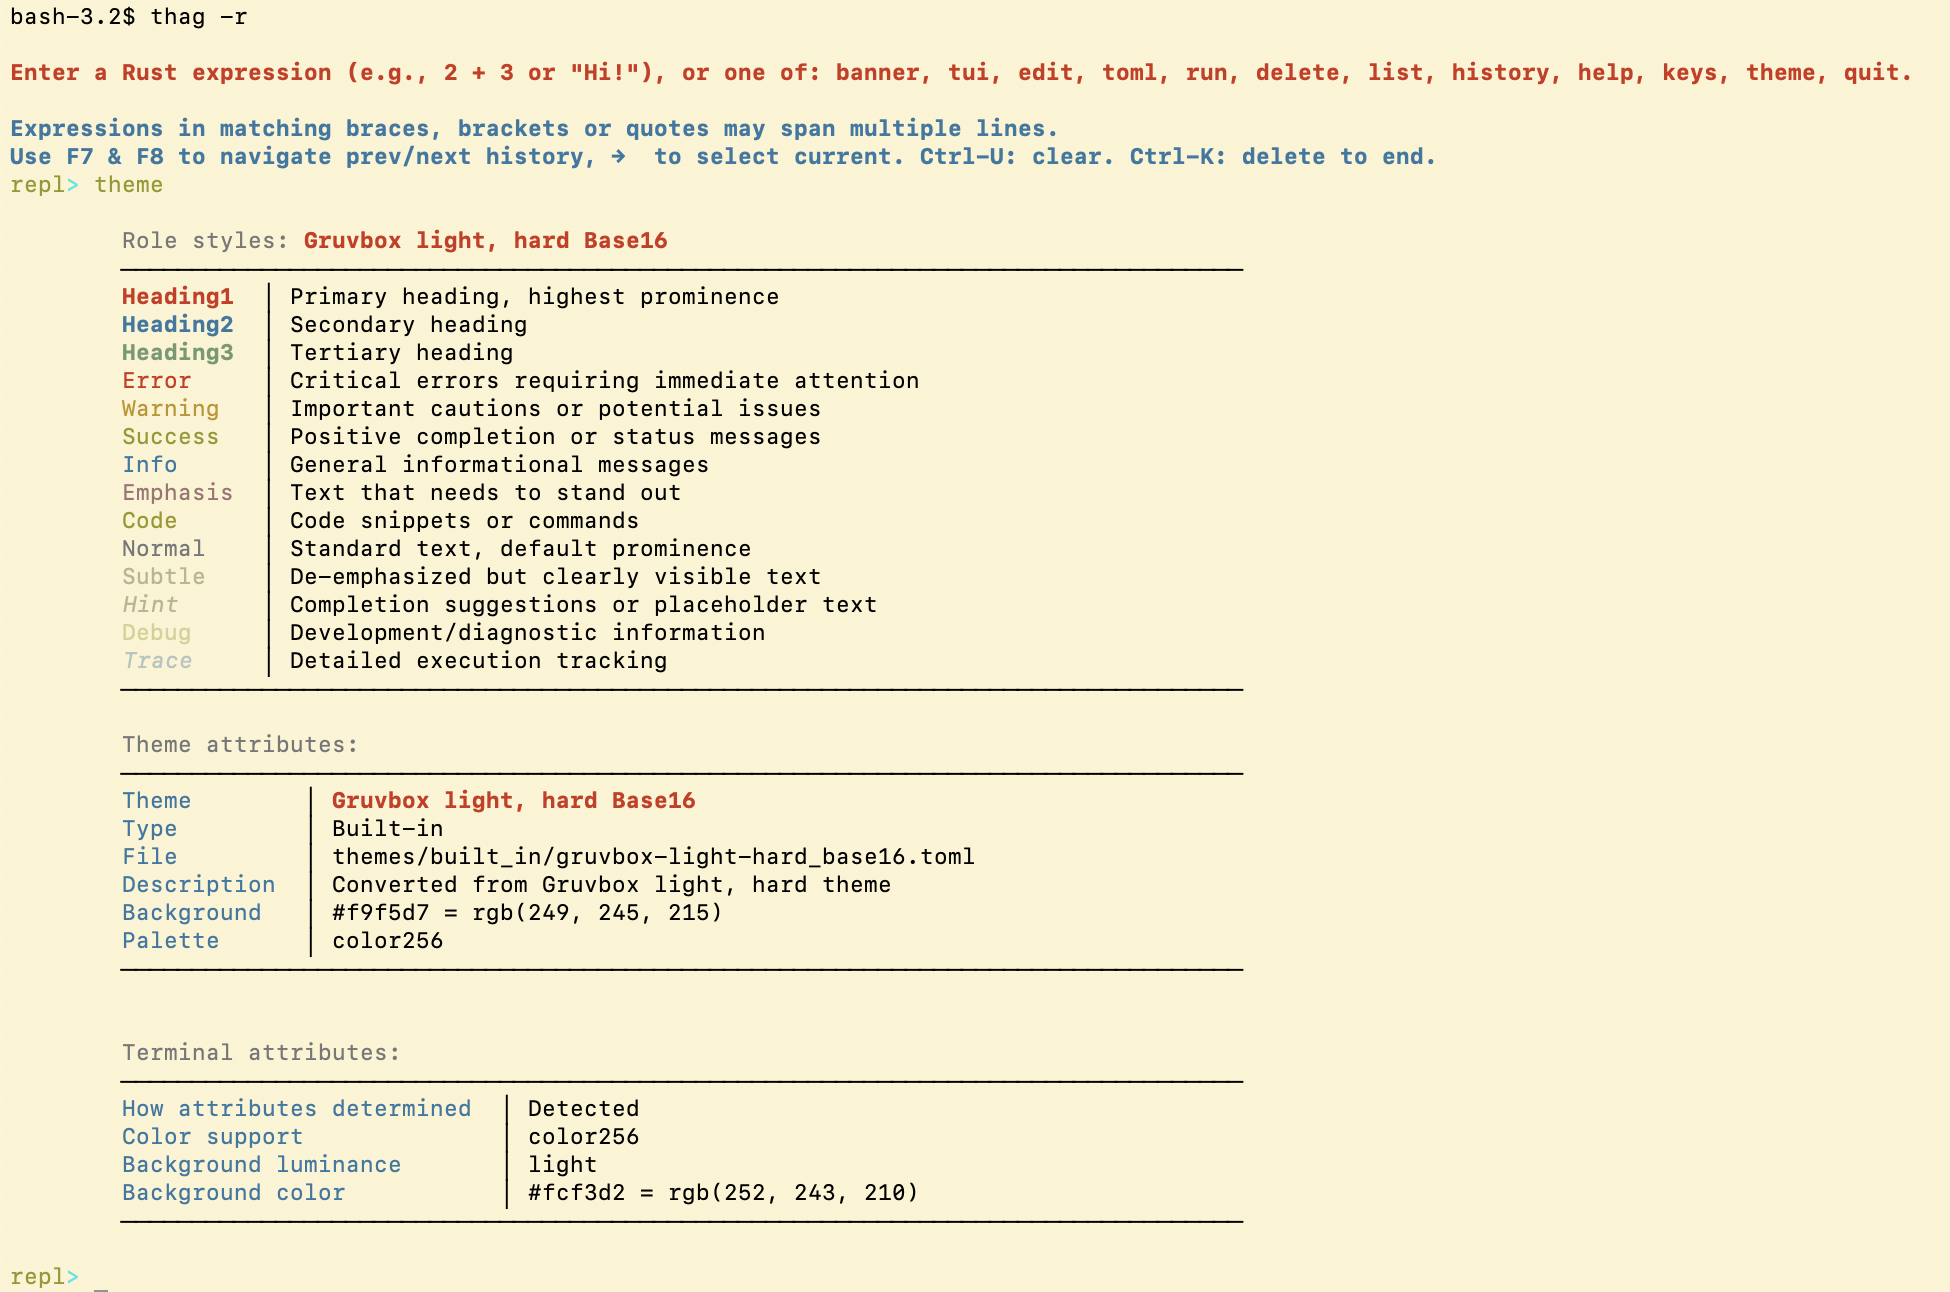 bash-3.2$ thag -r
Enter a Rust expression (e.g., 2 + 3 or "Hi!"), or one of: banner, tui, edit, toml, run, delete, list, history, help, keys, theme, quit.
Expressions in matching braces, brackets or quotes may span multiple lines.
Use F7 & F8 to navigate prev/next history, →  to select current. Ctrl-U: clear. Ctrl-K: delete to end.
repl> theme
Role styles: Gruvbox light, hard Base16
Heading1 │ Primary heading, highest prominence
Heading2 │ Secondary heading
Heading3 │ Tertiary heading
Error │ Critical errors requiring immediate attention
Warning │ Important cautions or potential issues
Success │ Positive completion or status messages
Info │ General informational messages
Emphasis │ Text that needs to stand out
Code │ Code snippets or commands
Normal │ Standard text, default prominence
Subtle │ De-emphasized but clearly visible text
Hint │ Completion suggestions or placeholder text
Debug │ Development/diagnostic information
Trace │ Detailed execution tracking
Theme attributes:
Theme │ Gruvbox light, hard Base16
Type │ Built-in
File │ themes/built_in/gruvbox-light-hard_base16.toml
Description │ Converted from Gruvbox light, hard theme
Background │ #f9f5d7 = rgb(249, 245, 215)
Palette │ color256
Terminal attributes:
How attributes determined │ Detected
Color support │ color256
Background luminance │ light
Background color │ #fcf3d2 = rgb(252, 243, 210)
repl>